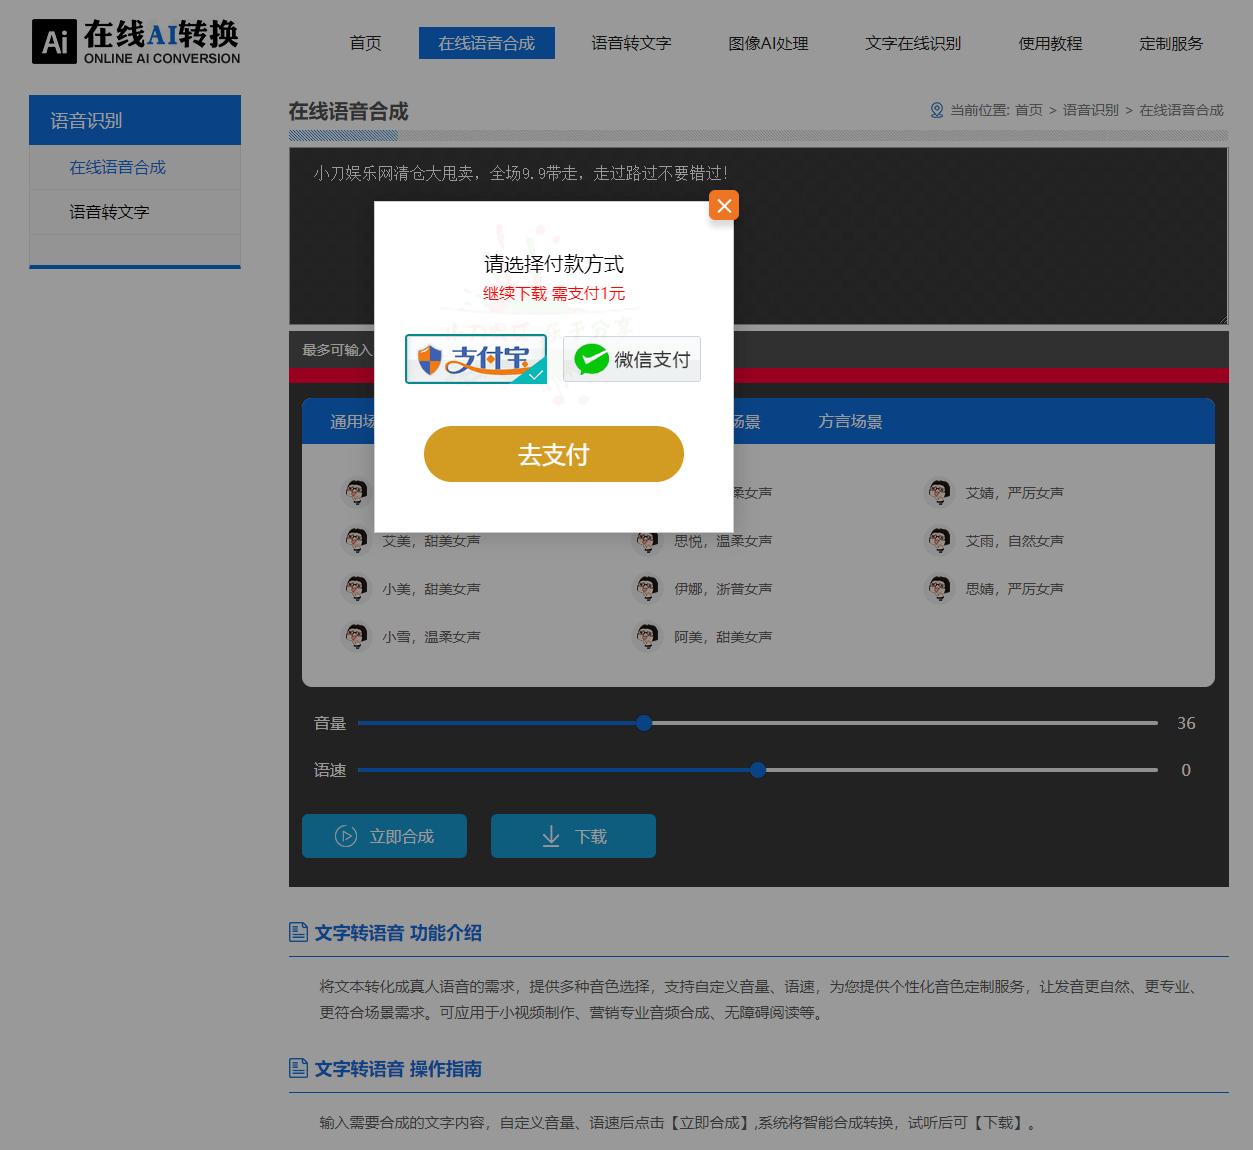 Ai 在线AI转换
ONLINE AI CONVERSION
首页 在线语音合成 语音转文字 图像AI处理 文字在线识别 使用教程 定制服务
语音识别
在线语音合成
语音转文字
在线语音合成
当前位置: 首页 > 语音识别 > 在线语音合成
小刀娱乐网清仓大甩卖，全场9.9带走，走过路过不要错过！
请选择付款方式
继续下载 需支付1元
支付宝 微信支付
去支付
最多可输入
通用场 场景 方言场景
柔女声 艾婧，严厉女声
艾美，甜美女声 思悦，温柔女声 艾雨，自然女声
小美，甜美女声 伊娜，浙普女声 思婧，严厉女声
小雪，温柔女声 阿美，甜美女声
音量 36
语速 0
立即合成 下载
文字转语音 功能介绍
将文本转化成真人语音的需求，提供多种音色选择，支持自定义音量、语速，为您提供个性化音色定制服务，让发音更自然、更专业、
更符合场景需求。可应用于小视频制作、营销专业音频合成、无障碍阅读等。
文字转语音 操作指南
输入需要合成的文字内容，自定义音量、语速后点击【立即合成】,系统将智能合成转换，试听后可【下载】。